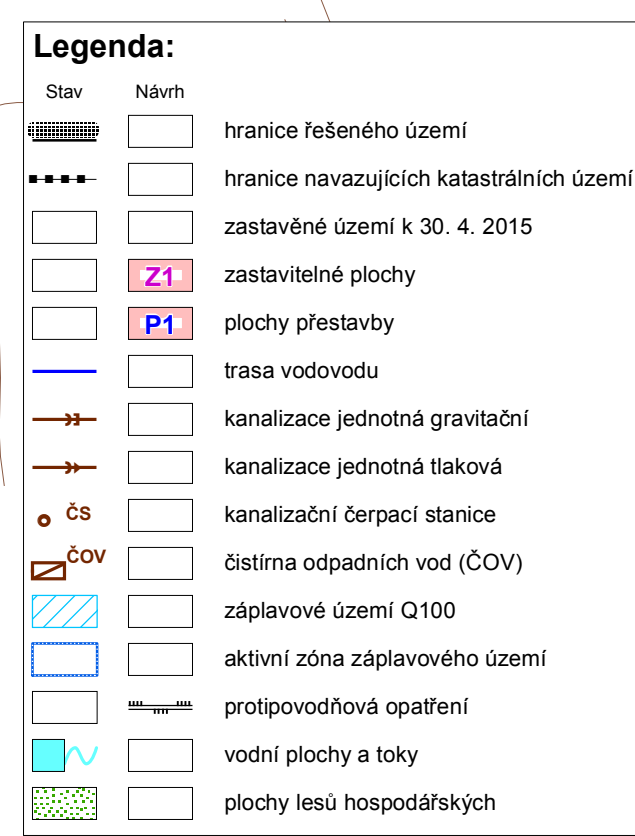 Legenda:
Stav Návrh
hranice řešeného území
hranice navazujících katastrálních území
zastavěné území k 30. 4. 2015
Z1 zastavitelné plochy
P1 plochy přestavby
trasa vodovodu
kanalizace jednotná gravitační
kanalizace jednotná tlaková
ČS kanalizační čerpací stanice
ČOV čistírna odpadních vod (ČOV)
záplavové území Q100
aktivní zóna záplavového území
protipovodňová opatření
vodní plochy a toky
plochy lesů hospodářských